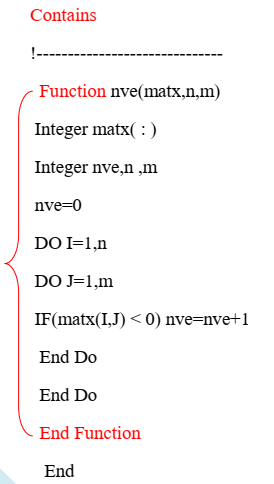 Contains
!------------------------------
Function nve(matx,n,m)
Integer matx( : )
Integer nve,n ,m
nve=0
DO I=1,n
DO J=1,m
IF(matx(I,J) < 0) nve=nve+1
End Do
End Do
End Function
End